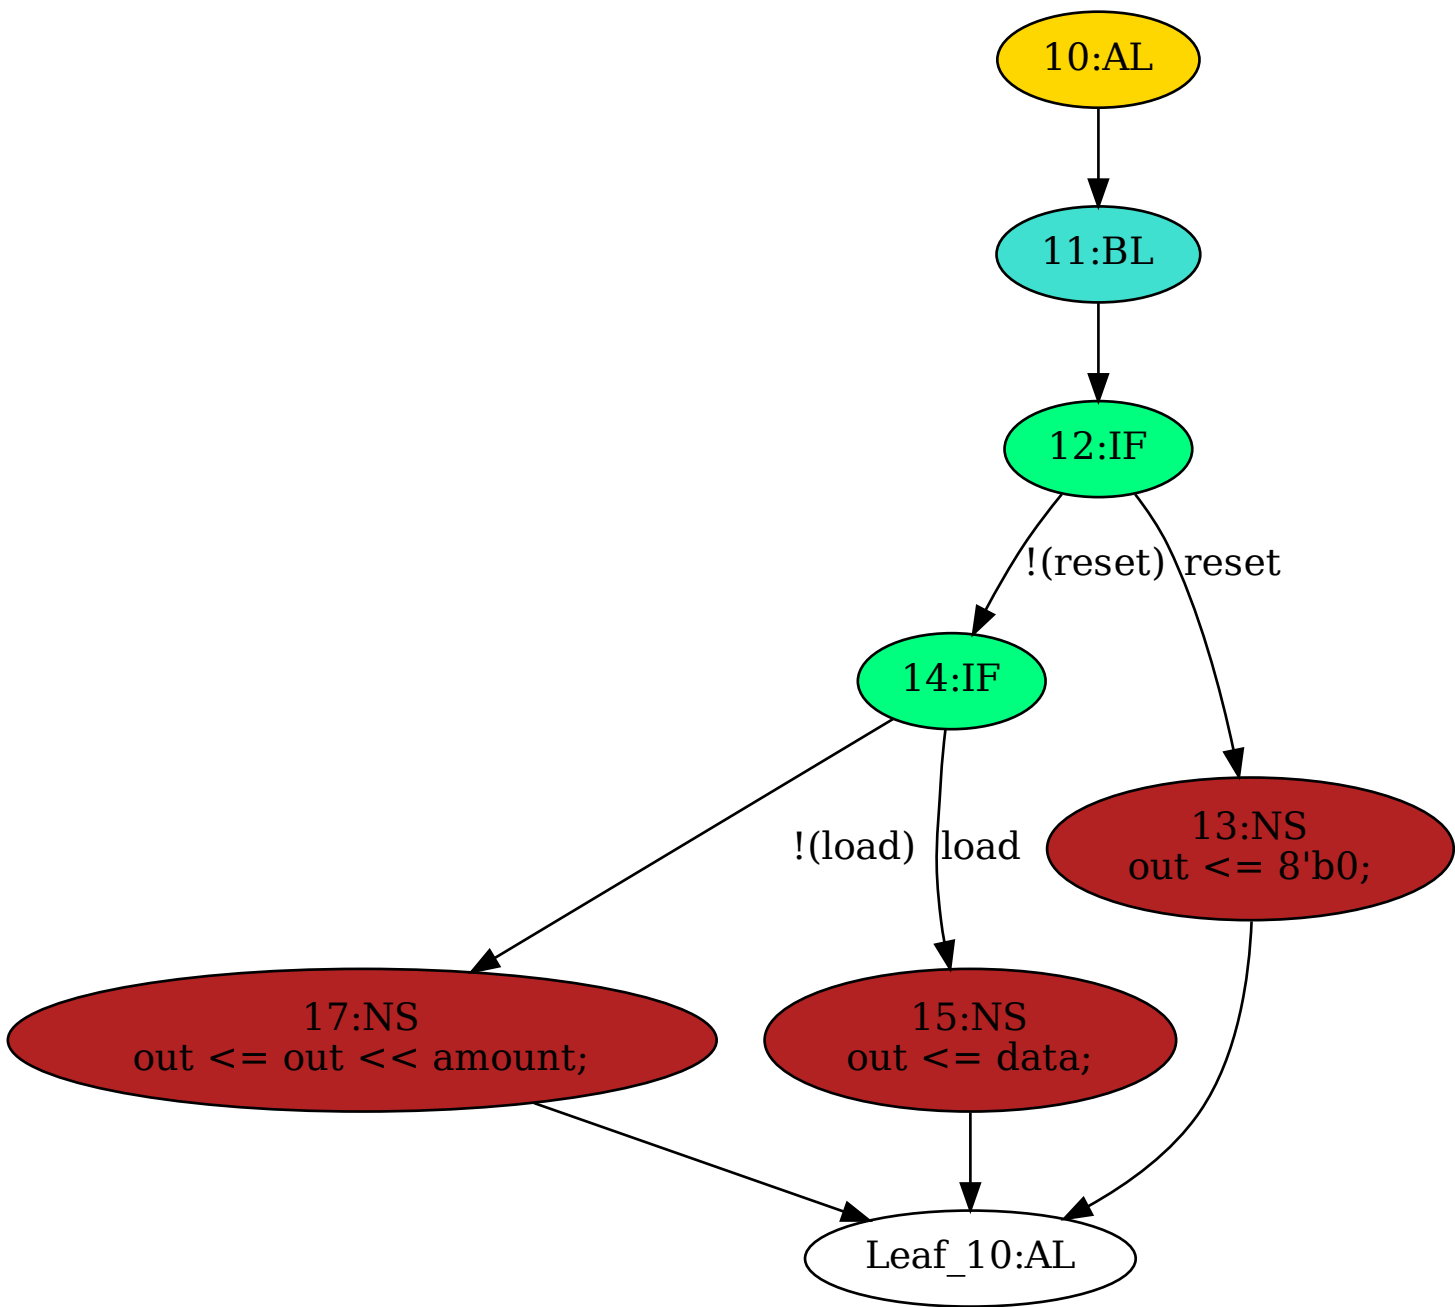 10:AL
11:BL
12:IF
!(reset)
reset
14:IF
13:NS
out <= 8'b0;
!(load)
load
17:NS
out <= out << amount;
15:NS
out <= data;
Leaf_10:AL